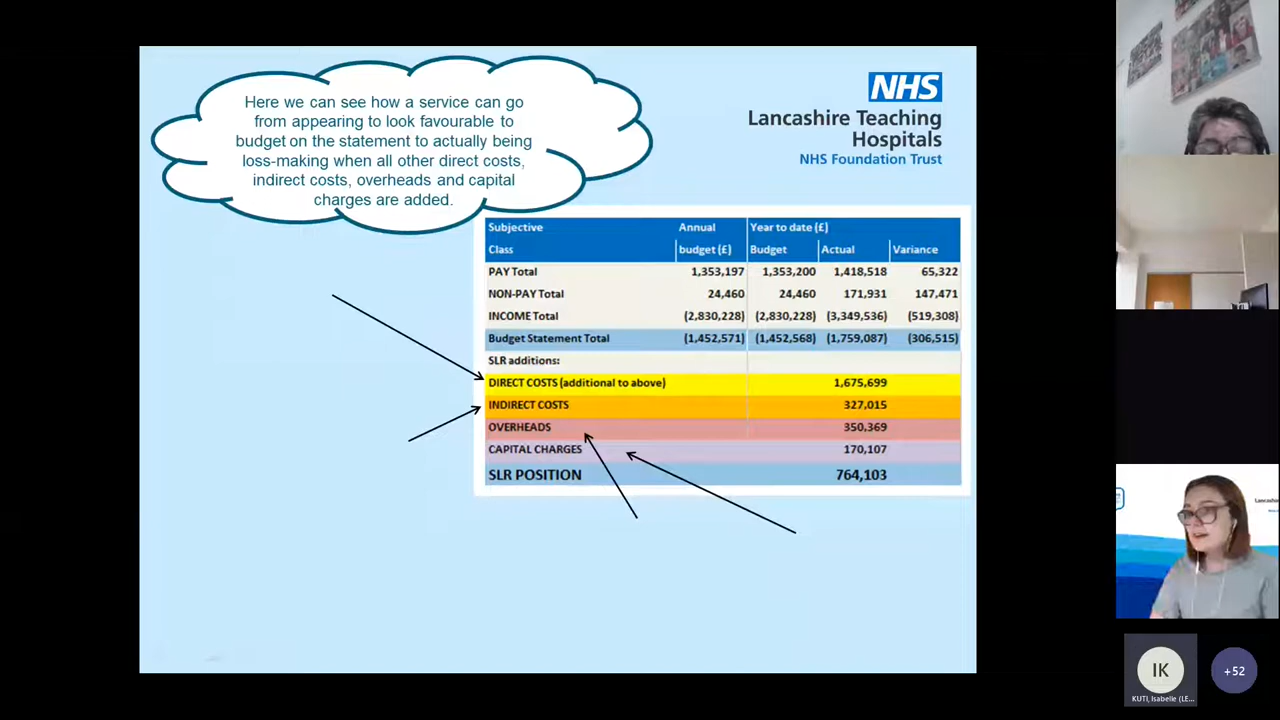 Here we can see how a service can go
from appearing to look favourable to
budget on the statement to actually being
loss-making when all other direct costs,
indirect costs, overheads and capital
charges are added.
NHS
Lancashire Teaching
Hospitals
NHS Foundation Trust
Subjective Annual Year to date (£)
Class budget (£) Budget Actual Variance
PAY Total 1,353,197 1,353,200 1,418,518 65,322
NON-PAY Total 24,460 24,460 171,931 147,471
INCOME Total (2,830,228) (2,830,228) (3,349,536) (519,308)
Budget Statement Total (1,452,571) (1,452,568) (1,759,087) (306,515)
SLR additions:
DIRECT COSTS (additional to above) 1,675,699
INDIRECT COSTS 327,015
OVERHEADS 350,369
CAPITAL CHARGES 170,107
SLR POSITION 764,103
IK
KUTI, Isabelle (LE...
+52